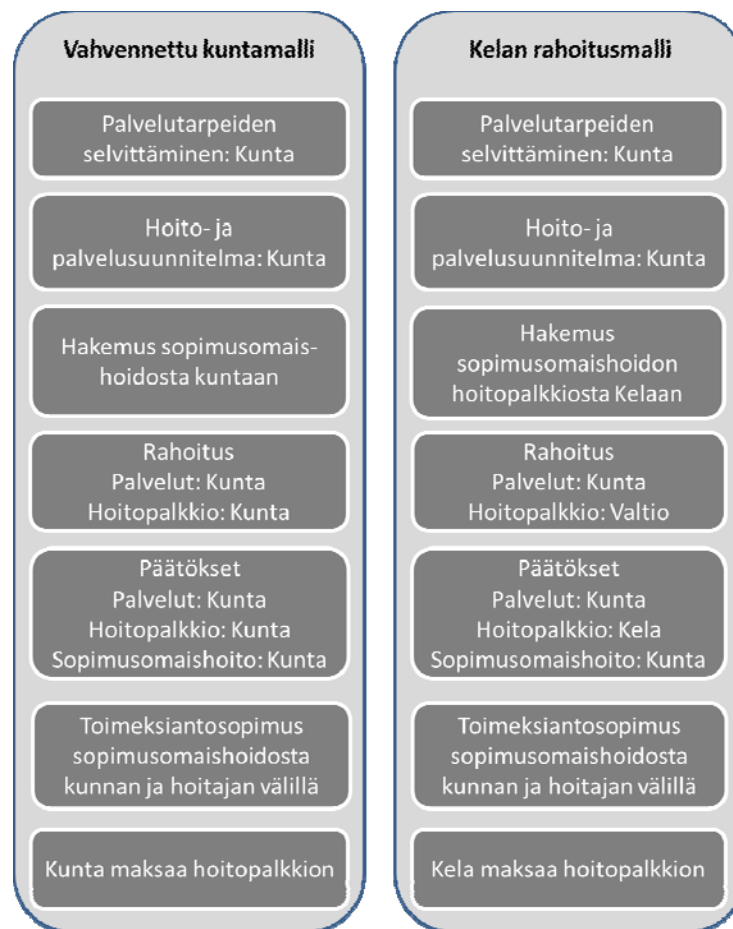 Vahvennettu kuntamalli
Palvelutarpeiden
selvittäminen: Kunta
Hoito- ja
palvelusuunnitelma: Kunta
Hakemus sopimusomais-
hoidosta kuntaan
Rahoitus
Palvelut: Kunta
Hoitopalkkio: Kunta
Päätökset
Palvelut: Kunta
Hoitopalkkio: Kunta
Sopimusomaishoito: Kunta
Toimeksiantosopimus
sopimusomaishoidosta
kunnan ja hoitajan välillä
Kunta maksaa hoitopalkkion
Kelan rahoitusmalli
Palvelutarpeiden
selvittäminen: Kunta
Hoito- ja
palvelusuunnitelma: Kunta
Hakemus
sopimusomaishoidon
hoitopalkkiosta Kelaan
Rahoitus
Palvelut: Kunta
Hoitopalkkio: Valtio
Päätökset
Palvelut: Kunta
Hoitopalkkio: Kela
Sopimusomaishoito: Kunta
Toimeksiantosopimus
sopimusomaishoidosta
kunnan ja hoitajan välillä
Kela maksaa hoitopalkkion